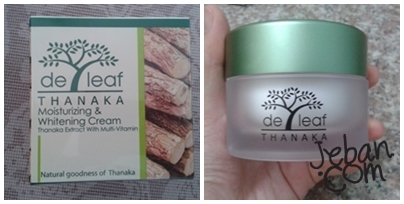 de leaf
THANAKA
Moisturizing &
Whitening Cream
Thanaka Extract With Multi Vitamin
Natural goodness of Thanaka
de leaf
THANAKA
Jeban
.com